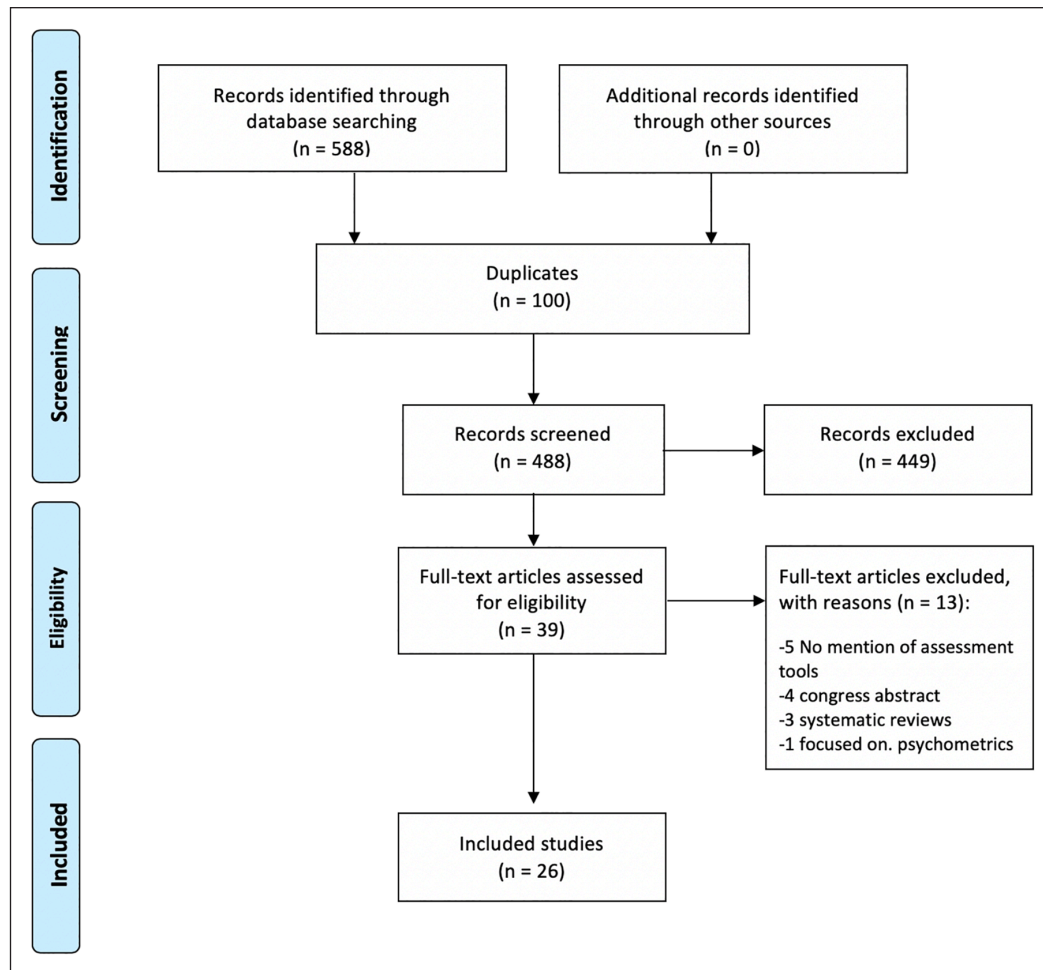 Identification
Records identified through
database searching
(n = 588)
Additional records identified
through other sources
(n = 0)
Duplicates
(n = 100)
Screening
Records screened
(n = 488)
Records excluded
(n = 449)
Eligibility
Full-text articles assessed
for eligibility
(n = 39)
Full-text articles excluded,
with reasons (n = 13):
-5 No mention of assessment
tools
-4 congress abstract
-3 systematic reviews
-1 focused on. psychometrics
Included
Included studies
(n = 26)